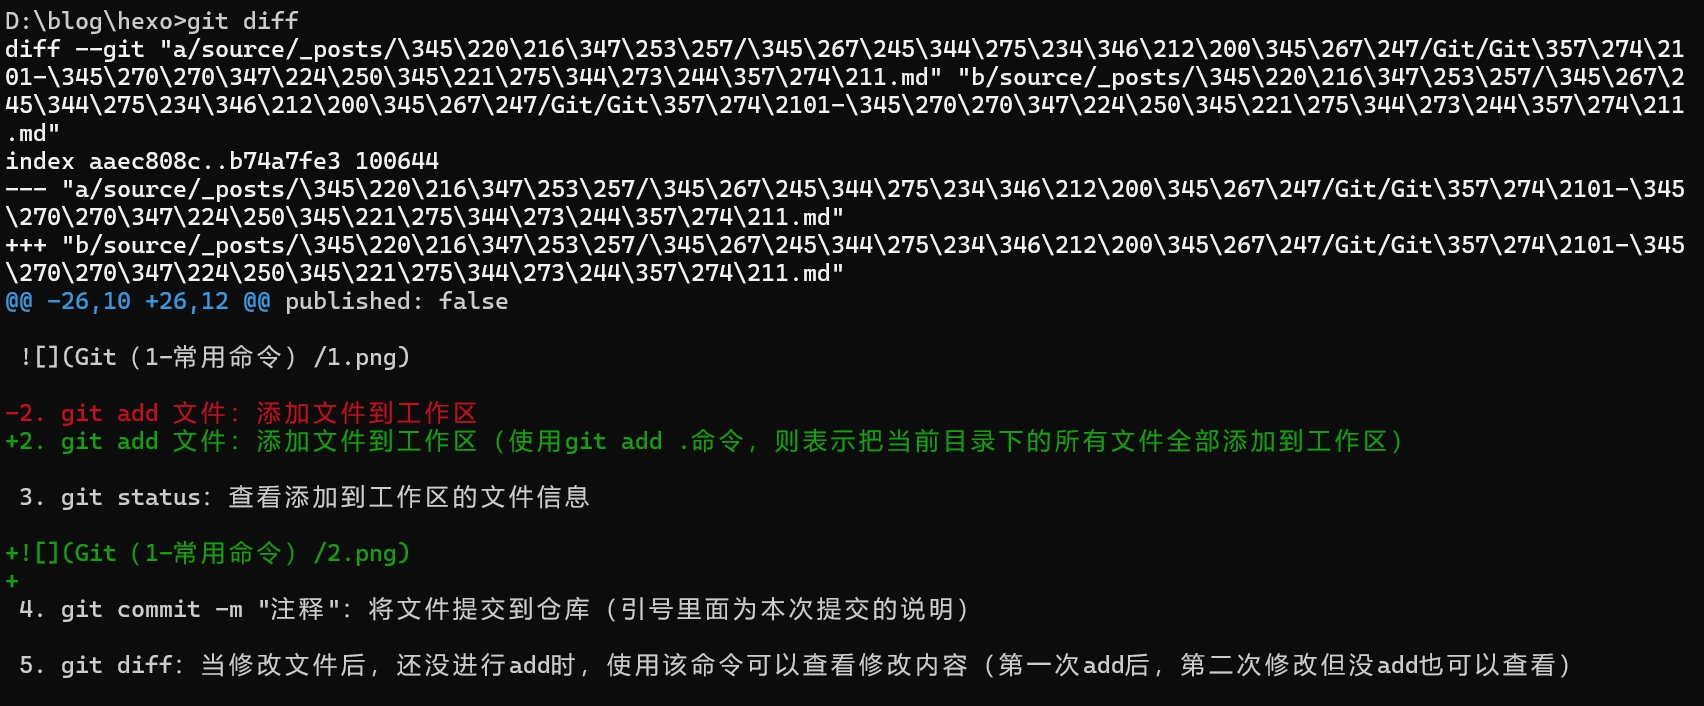 D:\blog\hexo>git diff
diff --git "a/source/_posts/\345\220\216\347\253\257/\345\267\245\344\275\234\346\212\200\345\267\247/Git/Git\357\274\21
01-\345\270\270\347\224\250\345\221\275\344\273\244\357\274\211.md" "b/source/_posts/\345\220\216\347\253\257/\345\267\2
45\344\275\234\346\212\200\345\267\247/Git/Git\357\274\2101-\345\270\270\347\224\250\345\221\275\344\273\244\357\274\211
.md"
index aaec808c..b74a7fe3 100644
--- "a/source/_posts/\345\220\216\347\253\257/\345\267\245\344\275\234\346\212\200\345\267\247/Git/Git\357\274\2101-\345
\270\270\347\224\250\345\221\275\344\273\244\357\274\211.md"
+++ "b/source/_posts/\345\220\216\347\253\257/\345\267\245\344\275\234\346\212\200\345\267\247/Git/Git\357\274\2101-\345
\270\270\347\224\250\345\221\275\344\273\244\357\274\211.md"
@@ -26,10 +26,12 @@ published: false
![](Git（1-常用命令）/1.png)
-2. git add 文件：添加文件到工作区
+2. git add 文件：添加文件到工作区（使用git add .命令，则表示把当前目录下的所有文件全部添加到工作区）
3. git status：查看添加到工作区的文件信息
+![](Git（1-常用命令）/2.png)
+
4. git commit -m "注释"：将文件提交到仓库（引号里面为本次提交的说明）
5. git diff：当修改文件后，还没进行add时，使用该命令可以查看修改内容（第一次add后，第二次修改但没add也可以查看）